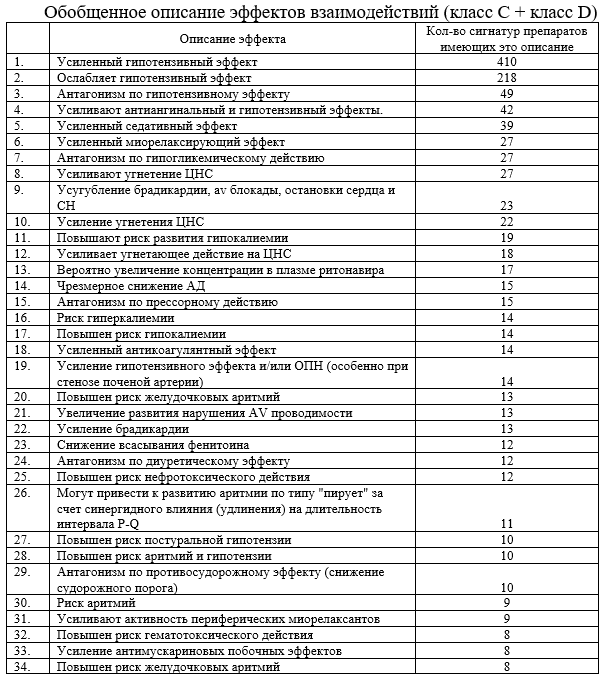 Обобщенное описание эффектов взаимодействий (класс С + класс D)
Описание эффекта
Кол-во сигнатур препаратов
имеющих это описание
1. Усиленный гипотензивный эффект 410
2. Ослабляет гипотензивный эффект 218
3. Антагонизм по гипотензивному эффекту 49
4. Усиливают антиангинальный и гипотензивный эффекты. 42
5. Усиленный седативный эффект 39
6. Усиленный миорелаксирующий эффект 27
7. Антагонизм по гипогликемическому действию 27
8. Усиливают угнетение ЦНС 27
9. Усугубление брадикардии, av блокады, остановки сердца и
СН 23
10. Усиление угнетения ЦНС 22
11. Повышают риск развития гипокалиемии 19
12. Усиливает угнетающее действие на ЦНС 18
13. Вероятно увеличение концентрации в плазме ритонавира 17
14. Чрезмерное снижение АД 15
15. Антагонизм по прессорному действию 15
16. Риск гиперкалиемии 14
17. Повышен риск гипокалиемии 14
18. Усиленный антикоагулянтный эффект 14
19. Усиление гипотензивного эффекта и/или ОПН (особенно при
стенозе поченой артерии) 14
20. Повышен риск желудочковых аритмий 13
21. Увеличение развития нарушения AV проводимости 13
22. Усиление брадикардии 13
23. Снижение всасывания фенитоина 12
24. Антагонизм по диуретическому эффекту 12
25. Повышен риск нефротоксического действия 12
26. Могут привести к развитию аритмии по типу "пирует" за
счет синергидного влияния (удлинения) на длительность
интервала P-Q 11
27. Повышен риск постуральной гипотензии 10
28. Повышен риск аритмий и гипотензии 10
29. Антагонизм по противосудорожному эффекту (снижение
судорожного порога) 10
30. Риск аритмий 9
31. Усиливают активность периферических миорелаксантов 9
32. Повышен риск гематотоксического действия 8
33. Усиление антимускариновых побочных эффектов 8
34. Повышен риск желудочковых аритмий 8